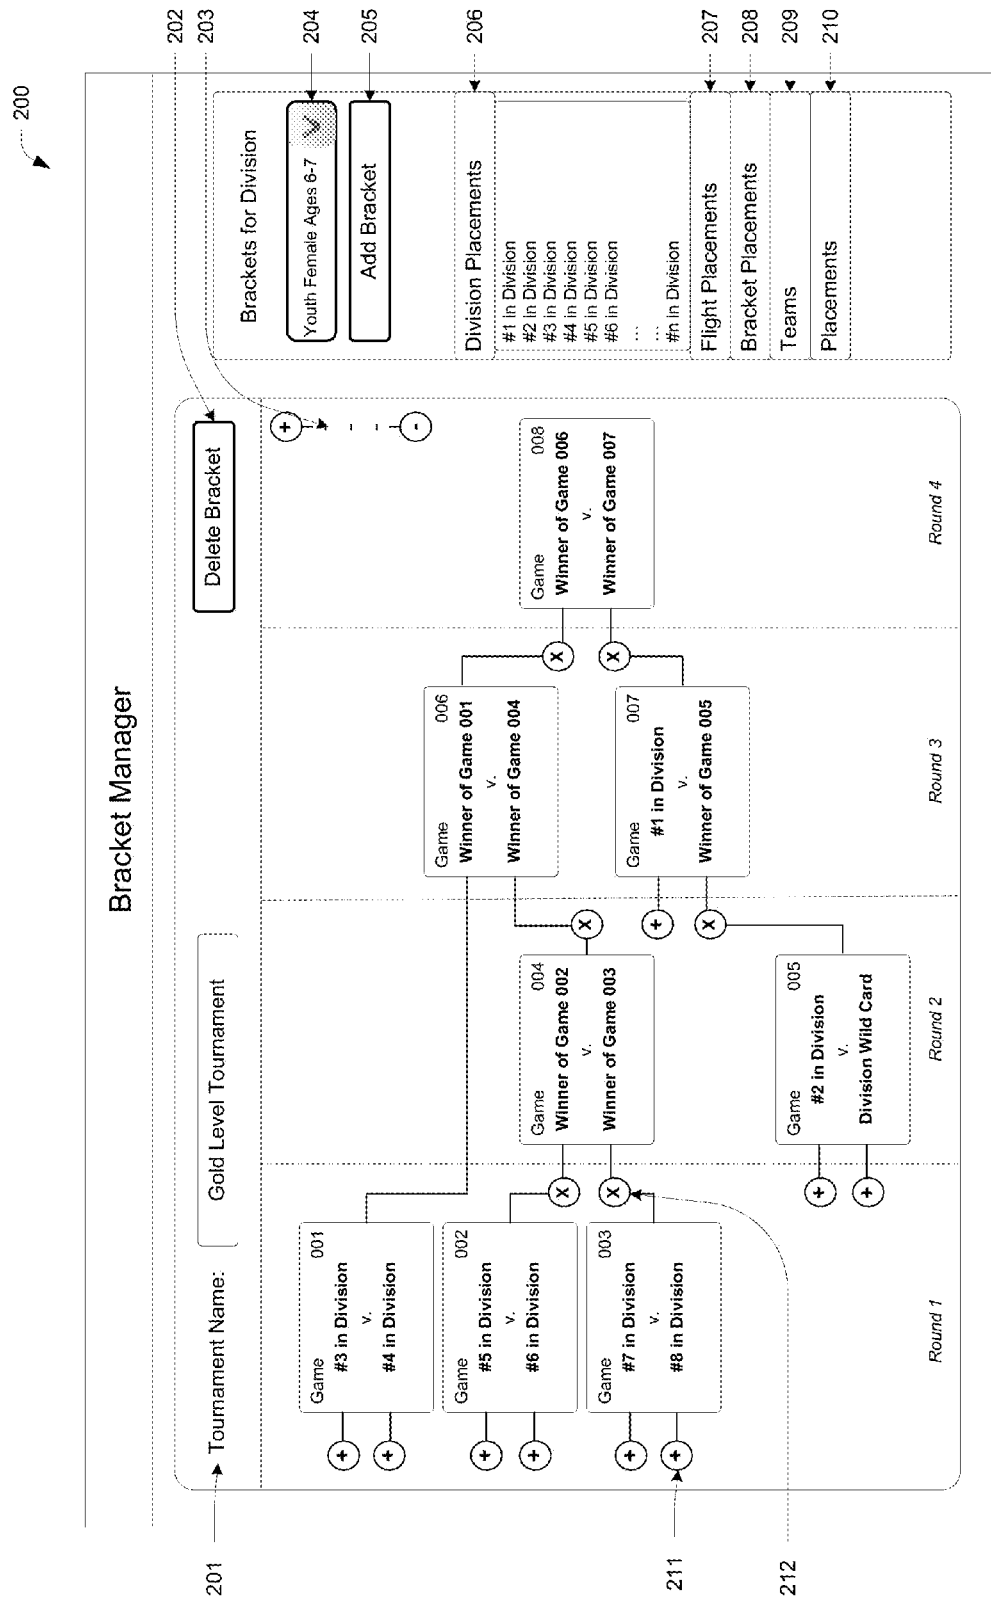 200
202
203
204
205
206
207
208
209
210
Bracket Manager
201
Tournament Name:
Gold Level Tournament
Delete Bracket
+
-
Game 001
#3 in Division
v.
#4 in Division
+
+
Game 002
#5 in Division
v.
#6 in Division
+
+
Game 003
#7 in Division
v.
#8 in Division
+
+
211
212
Round 1
X
X
Game 004
Winner of Game 002
v.
Winner of Game 003
+
+
Game 005
#2 in Division
v.
Division Wild Card
Round 2
X
+
X
Game 006
Winner of Game 001
v.
Winner of Game 004
Game 007
#1 in Division
v.
Winner of Game 005
Round 3
X
X
Game 008
Winner of Game 006
v.
Winner of Game 007
Round 4
Brackets for Division
Youth Female Ages 6-7
Add Bracket
Division Placements
#1 in Division
#2 in Division
#3 in Division
#4 in Division
#5 in Division
#6 in Division
...
...
#n in Division
Flight Placements
Bracket Placements
Teams
Placements